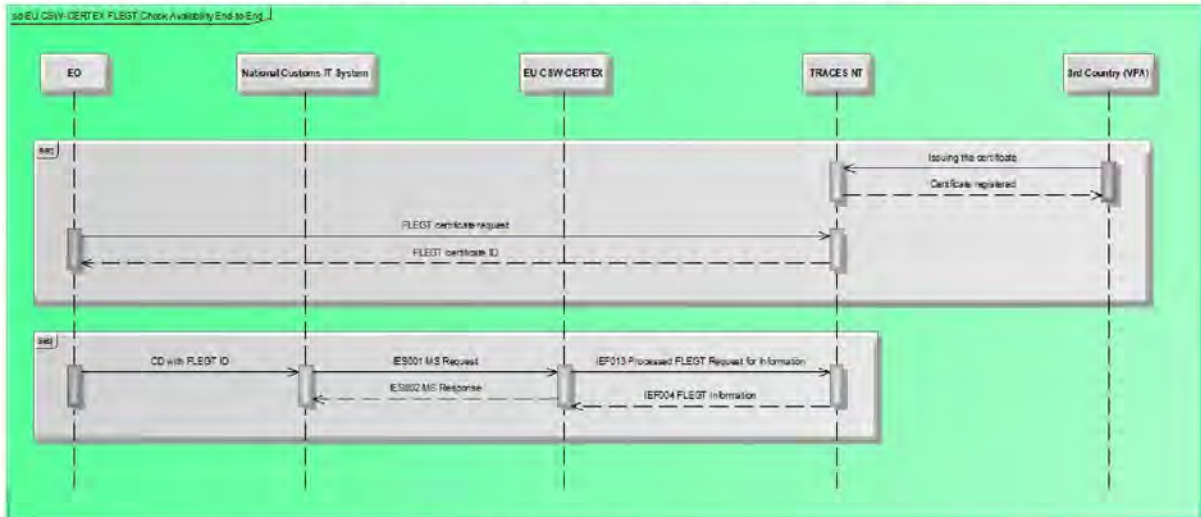 sd EU CSW-CERTEX FLEGT Check Availability End-to-End
EO
National Customs IT System
EU CSW-CERTEX
TRACES NT
3rd Country (VPA)
seq
Issuing the certificate
Certificate registered
FLEGT certificate request
FLEGT certificate ID
seq
CD with FLEGT ID
IES001 MS Request
IEF013 Processed FLEGT Request for Information
IES002 MS Response
IEF004 FLEGT Information